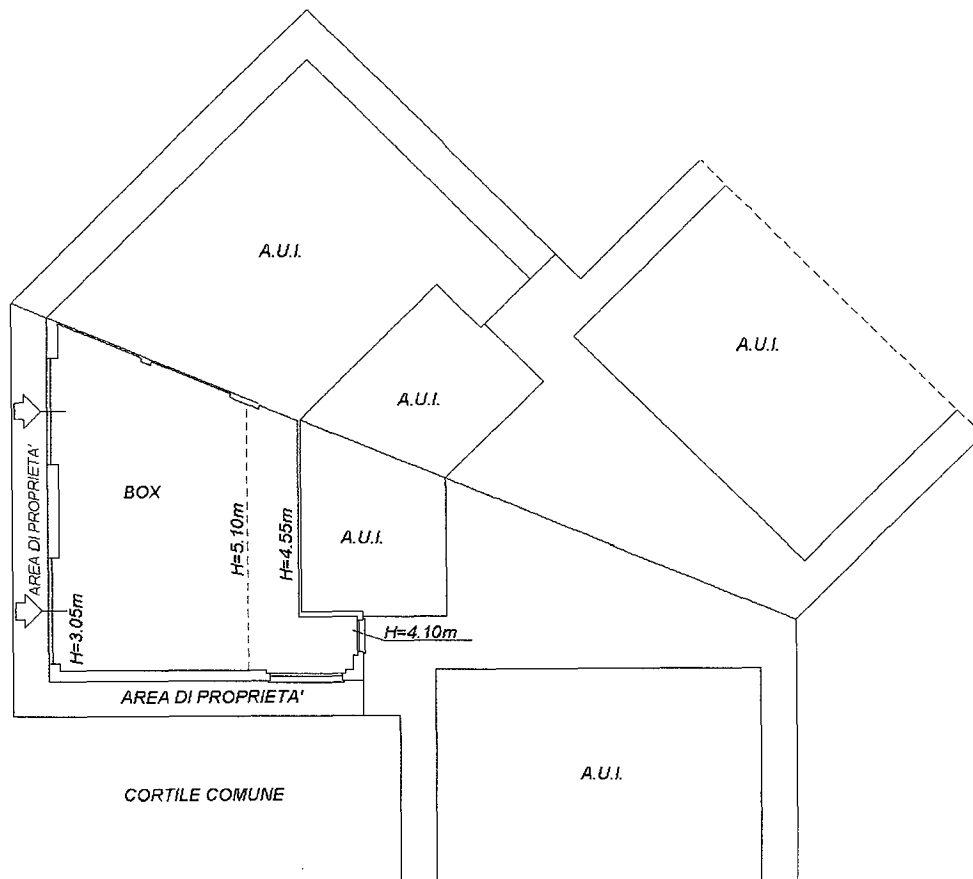 A.U.I.
A.U.I.
A.U.I.
BOX
AREA DI PROPRIETA'
H=5.10m
H=4.55m
A.U.I.
H=3.05m
H=4.10m
AREA DI PROPRIETA'
A.U.I.
CORTILE COMUNE